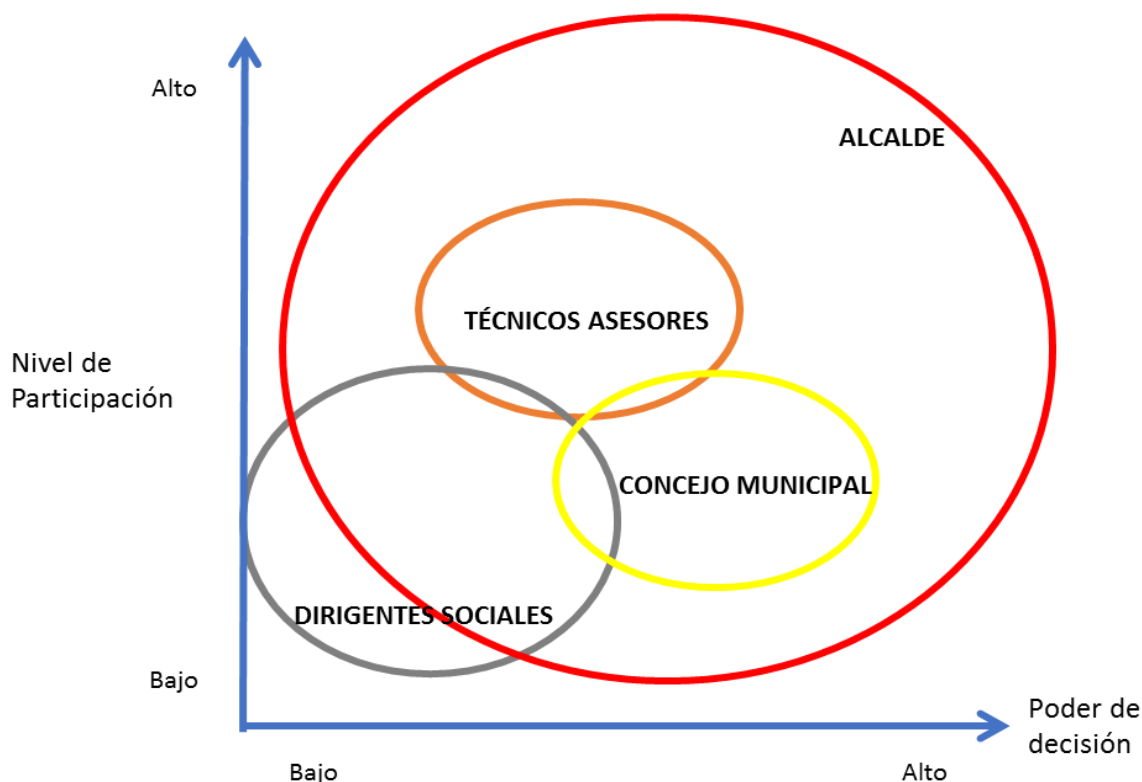 Alto
ALCALDE
TÉCNICOS ASESORES
Nivel de
Participación
CONCEJO MUNICIPAL
DIRIGENTES SOCIALES
Bajo
Poder de
decisión
Bajo
Alto